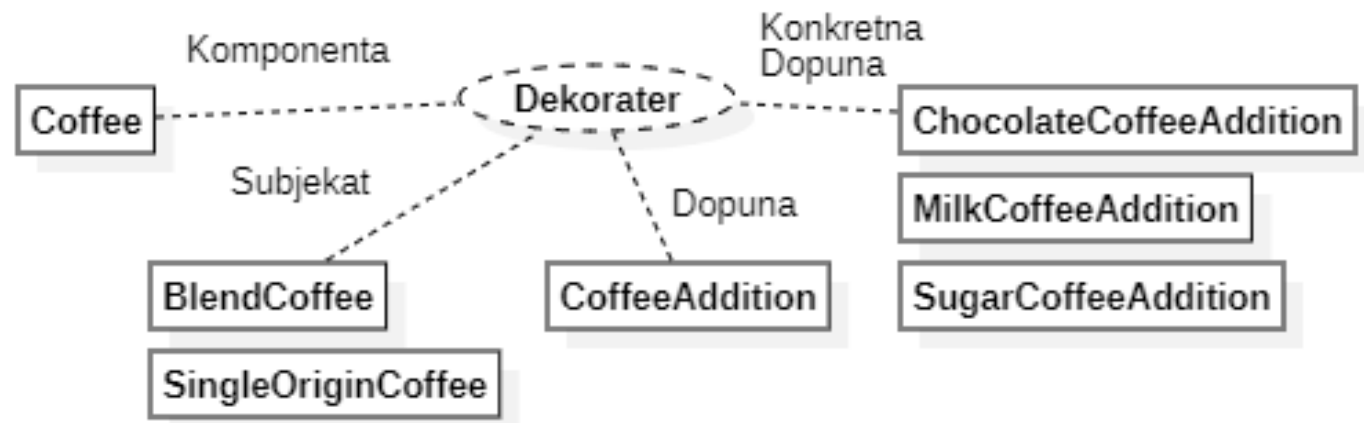 Komponenta
Konkretna
Dopuna
Dekorater
Coffee
ChocolateCoffeeAddition
Subjekat
Dopuna
MilkCoffeeAddition
BlendCoffee
CoffeeAddition
SugarCoffeeAddition
SingleOriginCoffee